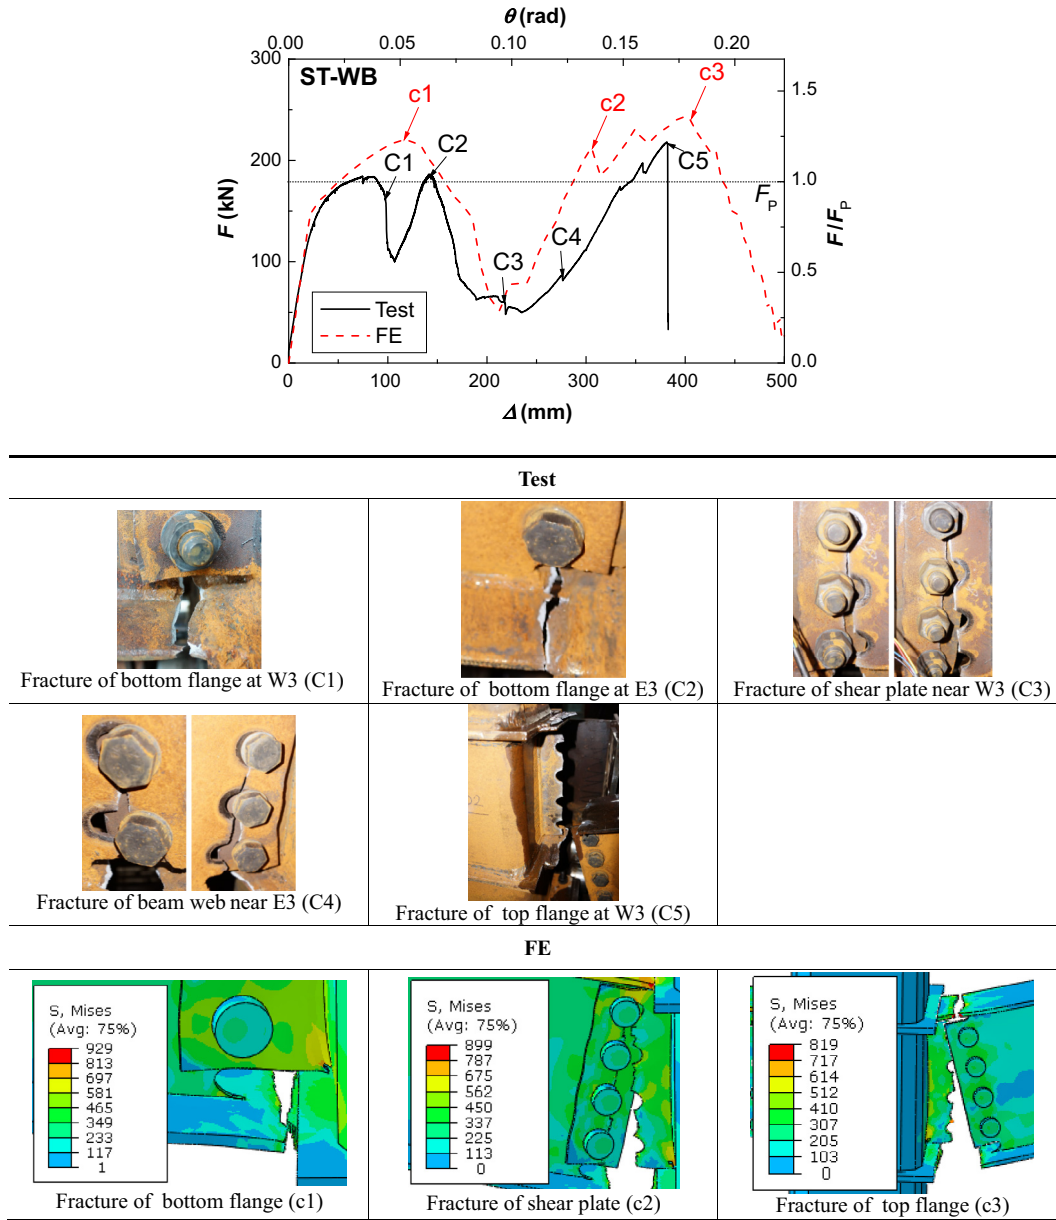 θ (rad)
0.00 0.05 0.10 0.15 0.20
300
200
100
0
F (kN)
ST-WB
c1
c2
c3
C1
C2
C3
C4
C5
F_P
Test
FE
1.5
1.0
0.5
0.0
F/F_P
0 100 200 300 400 500
Δ (mm)
Test
Fracture of bottom flange at W3 (C1)
Fracture of bottom flange at E3 (C2)
Fracture of shear plate near W3 (C3)
Fracture of beam web near E3 (C4)
Fracture of top flange at W3 (C5)
FE
S, Mises
(Avg: 75%)
929
813
697
581
465
349
233
117
1
Fracture of bottom flange (c1)
S, Mises
(Avg: 75%)
899
787
675
562
450
337
225
113
0
Fracture of shear plate (c2)
S, Mises
(Avg: 75%)
819
717
614
512
410
307
205
103
0
Fracture of top flange (c3)